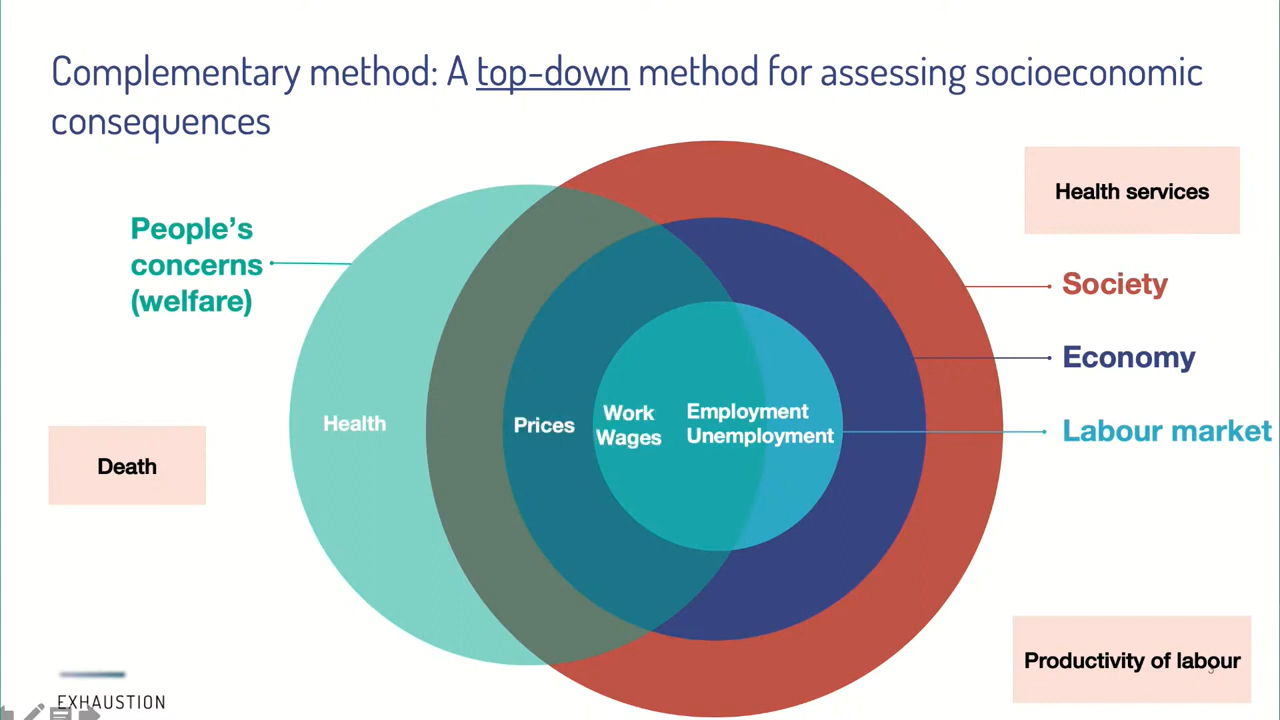 Complementary method: A top-down method for assessing socioeconomic
consequences
Health services
People's
concerns
(welfare)
Society
Economy
Labour market
Health
Prices
Work
Wages
Employment
Unemployment
Death
Productivity of labour
EXHAUSTION